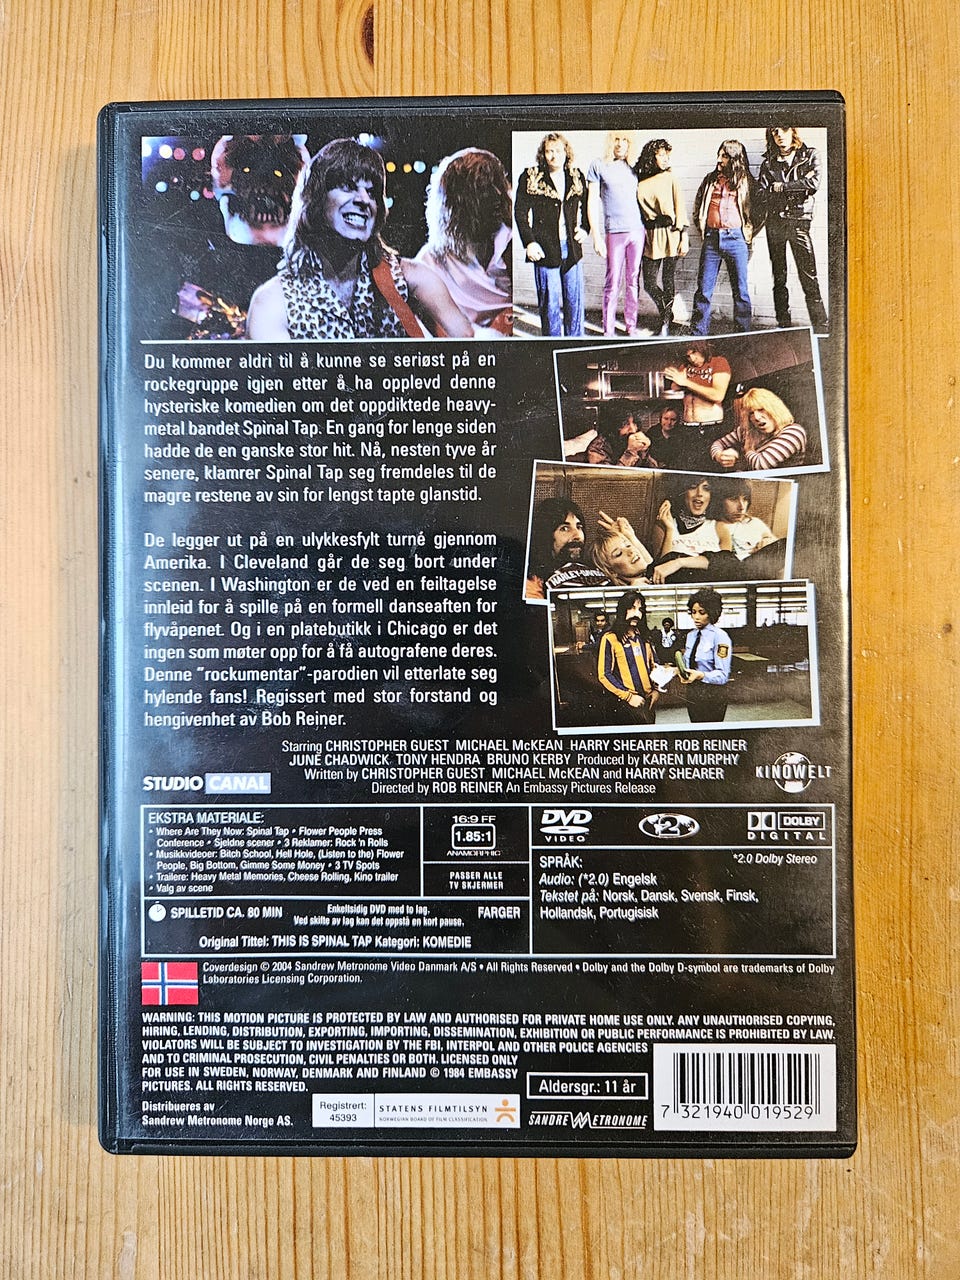 Du kommer aldri til å kunne se seriøst på en
rockegruppe igjen etter å ha opplevd denne
hysteriske komedien om det oppdiktede heavy-
metal bandet Spinal Tap. En gang for lenge siden
hadde de en ganske stor hit. Nå, nesten tyve år
senere, klamrer Spinal Tap seg fremdeles til de
magre restene av sin for lengst tapte glanstid.
De legger ut på en ulykkesfylt turné gjennom
Amerika. I Cleveland går de seg bort under
scenen. I Washington er de ved en feiltagelse
innleid for å spille på en formell danseaften for
flyvåpenet. Og i en platebutikk i Chicago er det
ingen som møter opp for å få autografene deres.
Denne "rockumentar"-parodien vil etterlate seg
hylende fans! Regissert med stor forstand og
hengivenhet av Bob Reiner.
HARLEY-DAVIDSON
Starring CHRISTOPHER GUEST MICHAEL McKEAN HARRY SHEARER ROB REINER
JUNE CHADWICK TONY HENDRA BRUNO KERBY Produced by KAREN MURPHY
Written by CHRISTOPHER GUEST MICHAEL McKEAN and HARRY SHEARER
Directed by ROB REINER An Embassy Pictures Release
STUDIO CANAL
KINOWELT
EKSTRA MATERIALE:
• Where Are They Now: Spinal Tap • Flower People Press
Conference • Sjeldne scener • 3 Reklamer: Rock 'n Rolls
• Musikkvideoer: Bitch School, Hell Hole, (Listen to the) Flower
People, Big Bottom, Gimme Some Money • 3 TV Spots
• Trailere: Heavy Metal Memories, Cheese Rolling, Kino trailer
• Valg av scene
16:9 FF
1.85:1
ANAMORPHIC
PASSER ALLE
TV SKJERMER
DVD
VIDEO
2
DOLBY
DIGITAL
*2.0 Dolby Stereo
SPRÅK:
Audio: (*2.0) Engelsk
Tekstet på: Norsk, Dansk, Svensk, Finsk,
Hollandsk, Portugisisk
SPILLETID CA. 80 MIN
Enkeltsidig DVD med to lag.
Ved skifte av lag kan det oppstå en kort pause.
FARGER
Original Tittel: THIS IS SPINAL TAP Kategori: KOMEDIE
Coverdesign © 2004 Sandrew Metronome Video Danmark A/S • All Rights Reserved • Dolby and the Dolby D-symbol are trademarks of Dolby
Laboratories Licensing Corporation.
WARNING: THIS MOTION PICTURE IS PROTECTED BY LAW AND AUTHORISED FOR PRIVATE HOME USE ONLY. ANY UNAUTHORISED COPYING,
HIRING, LENDING, DISTRIBUTION, EXPORTING, IMPORTING, DISSEMINATION, EXHIBITION OR PUBLIC PERFORMANCE IS PROHIBITED BY LAW.
VIOLATORS WILL BE SUBJECT TO INVESTIGATION BY THE FBI, INTERPOL AND OTHER POLICE AGENCIES
AND TO CRIMINAL PROSECUTION, CIVIL PENALTIES OR BOTH. LICENSED ONLY
FOR USE IN SWEDEN, NORWAY, DENMARK AND FINLAND © 1984 EMBASSY
PICTURES. ALL RIGHTS RESERVED.
Distribueres av
Sandrew Metronome Norge AS.
Registrert:
45393
STATENS FILMTILSYN
NORWEGIAN BOARD OF FILM CLASSIFICATION
Aldersgr.: 11 år
SANDREW METRONOME
7 321940 019529